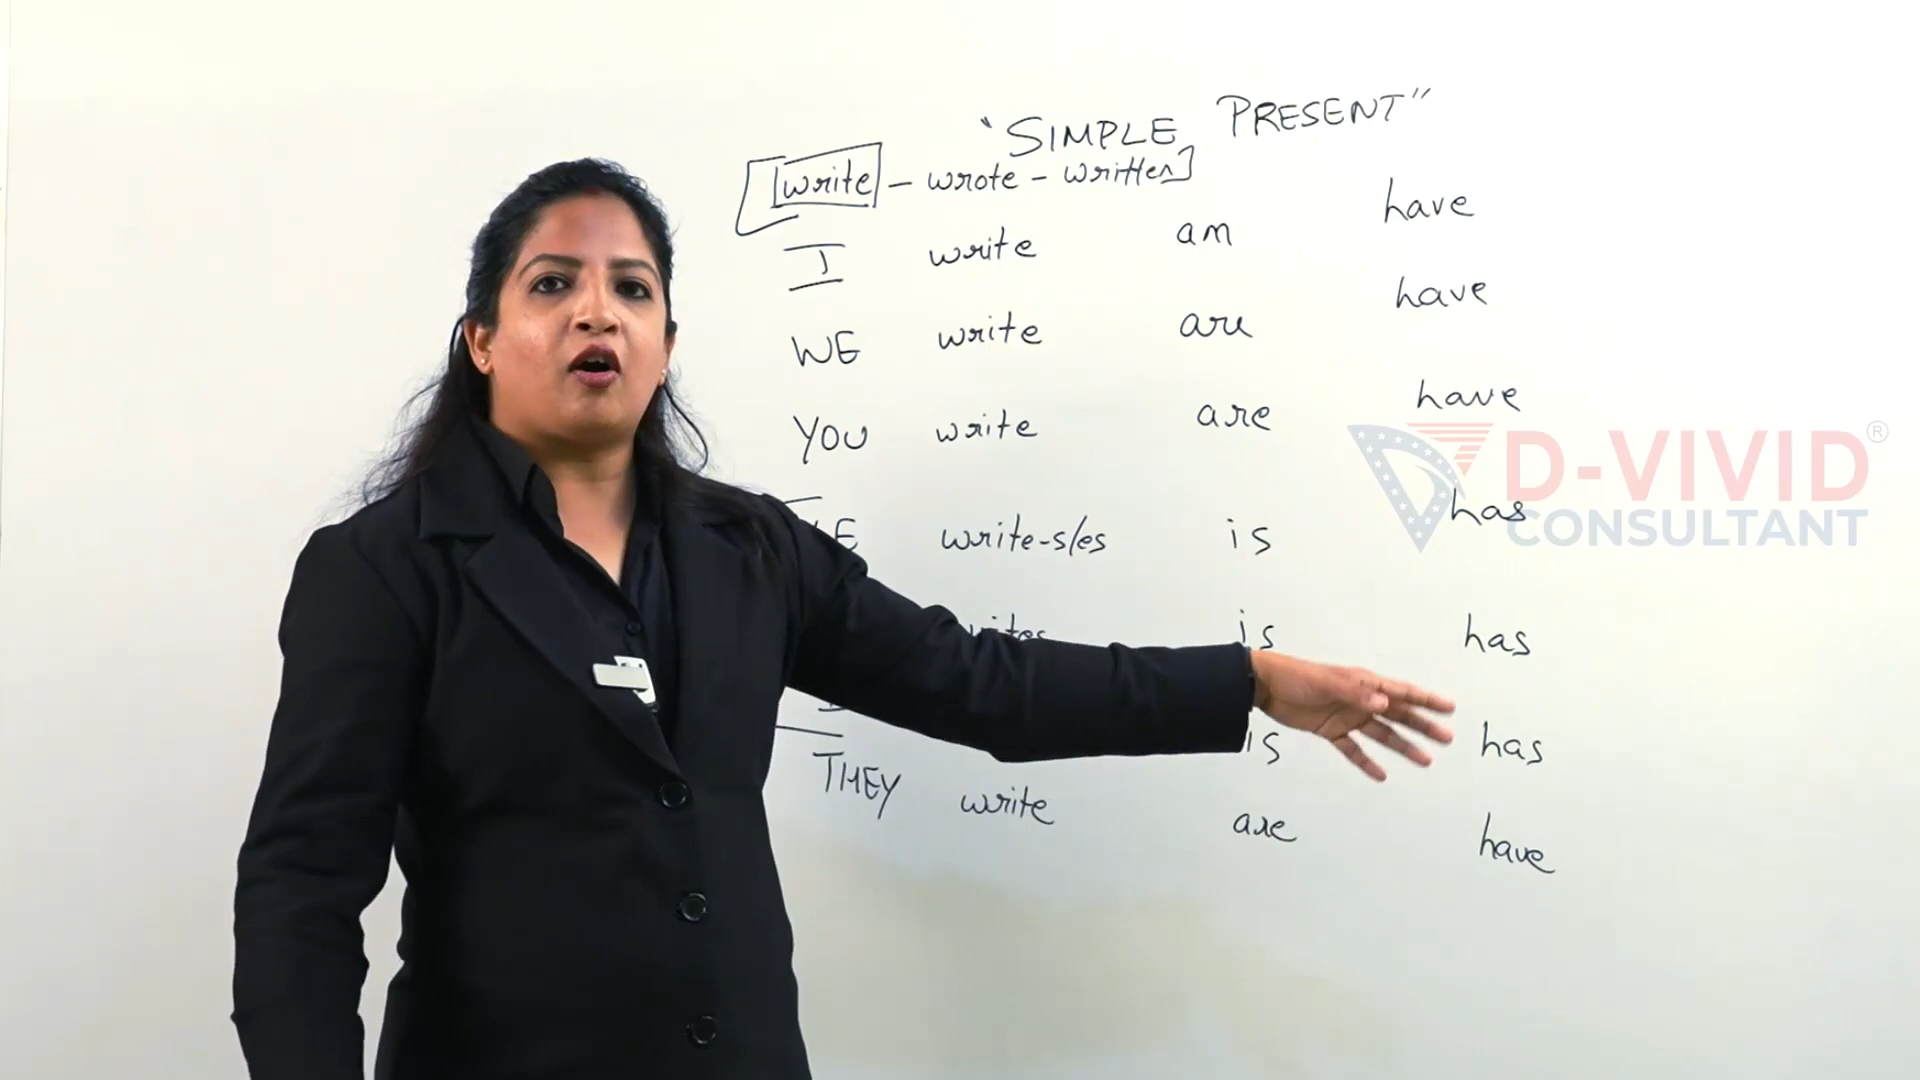 "SIMPLE PRESENT"
[write - wrote - written]
I write am have
WE write are have
YOU write are have
D-VIVID®
CONSULTANT
write-s/es is has
is has
is has
THEY write are have